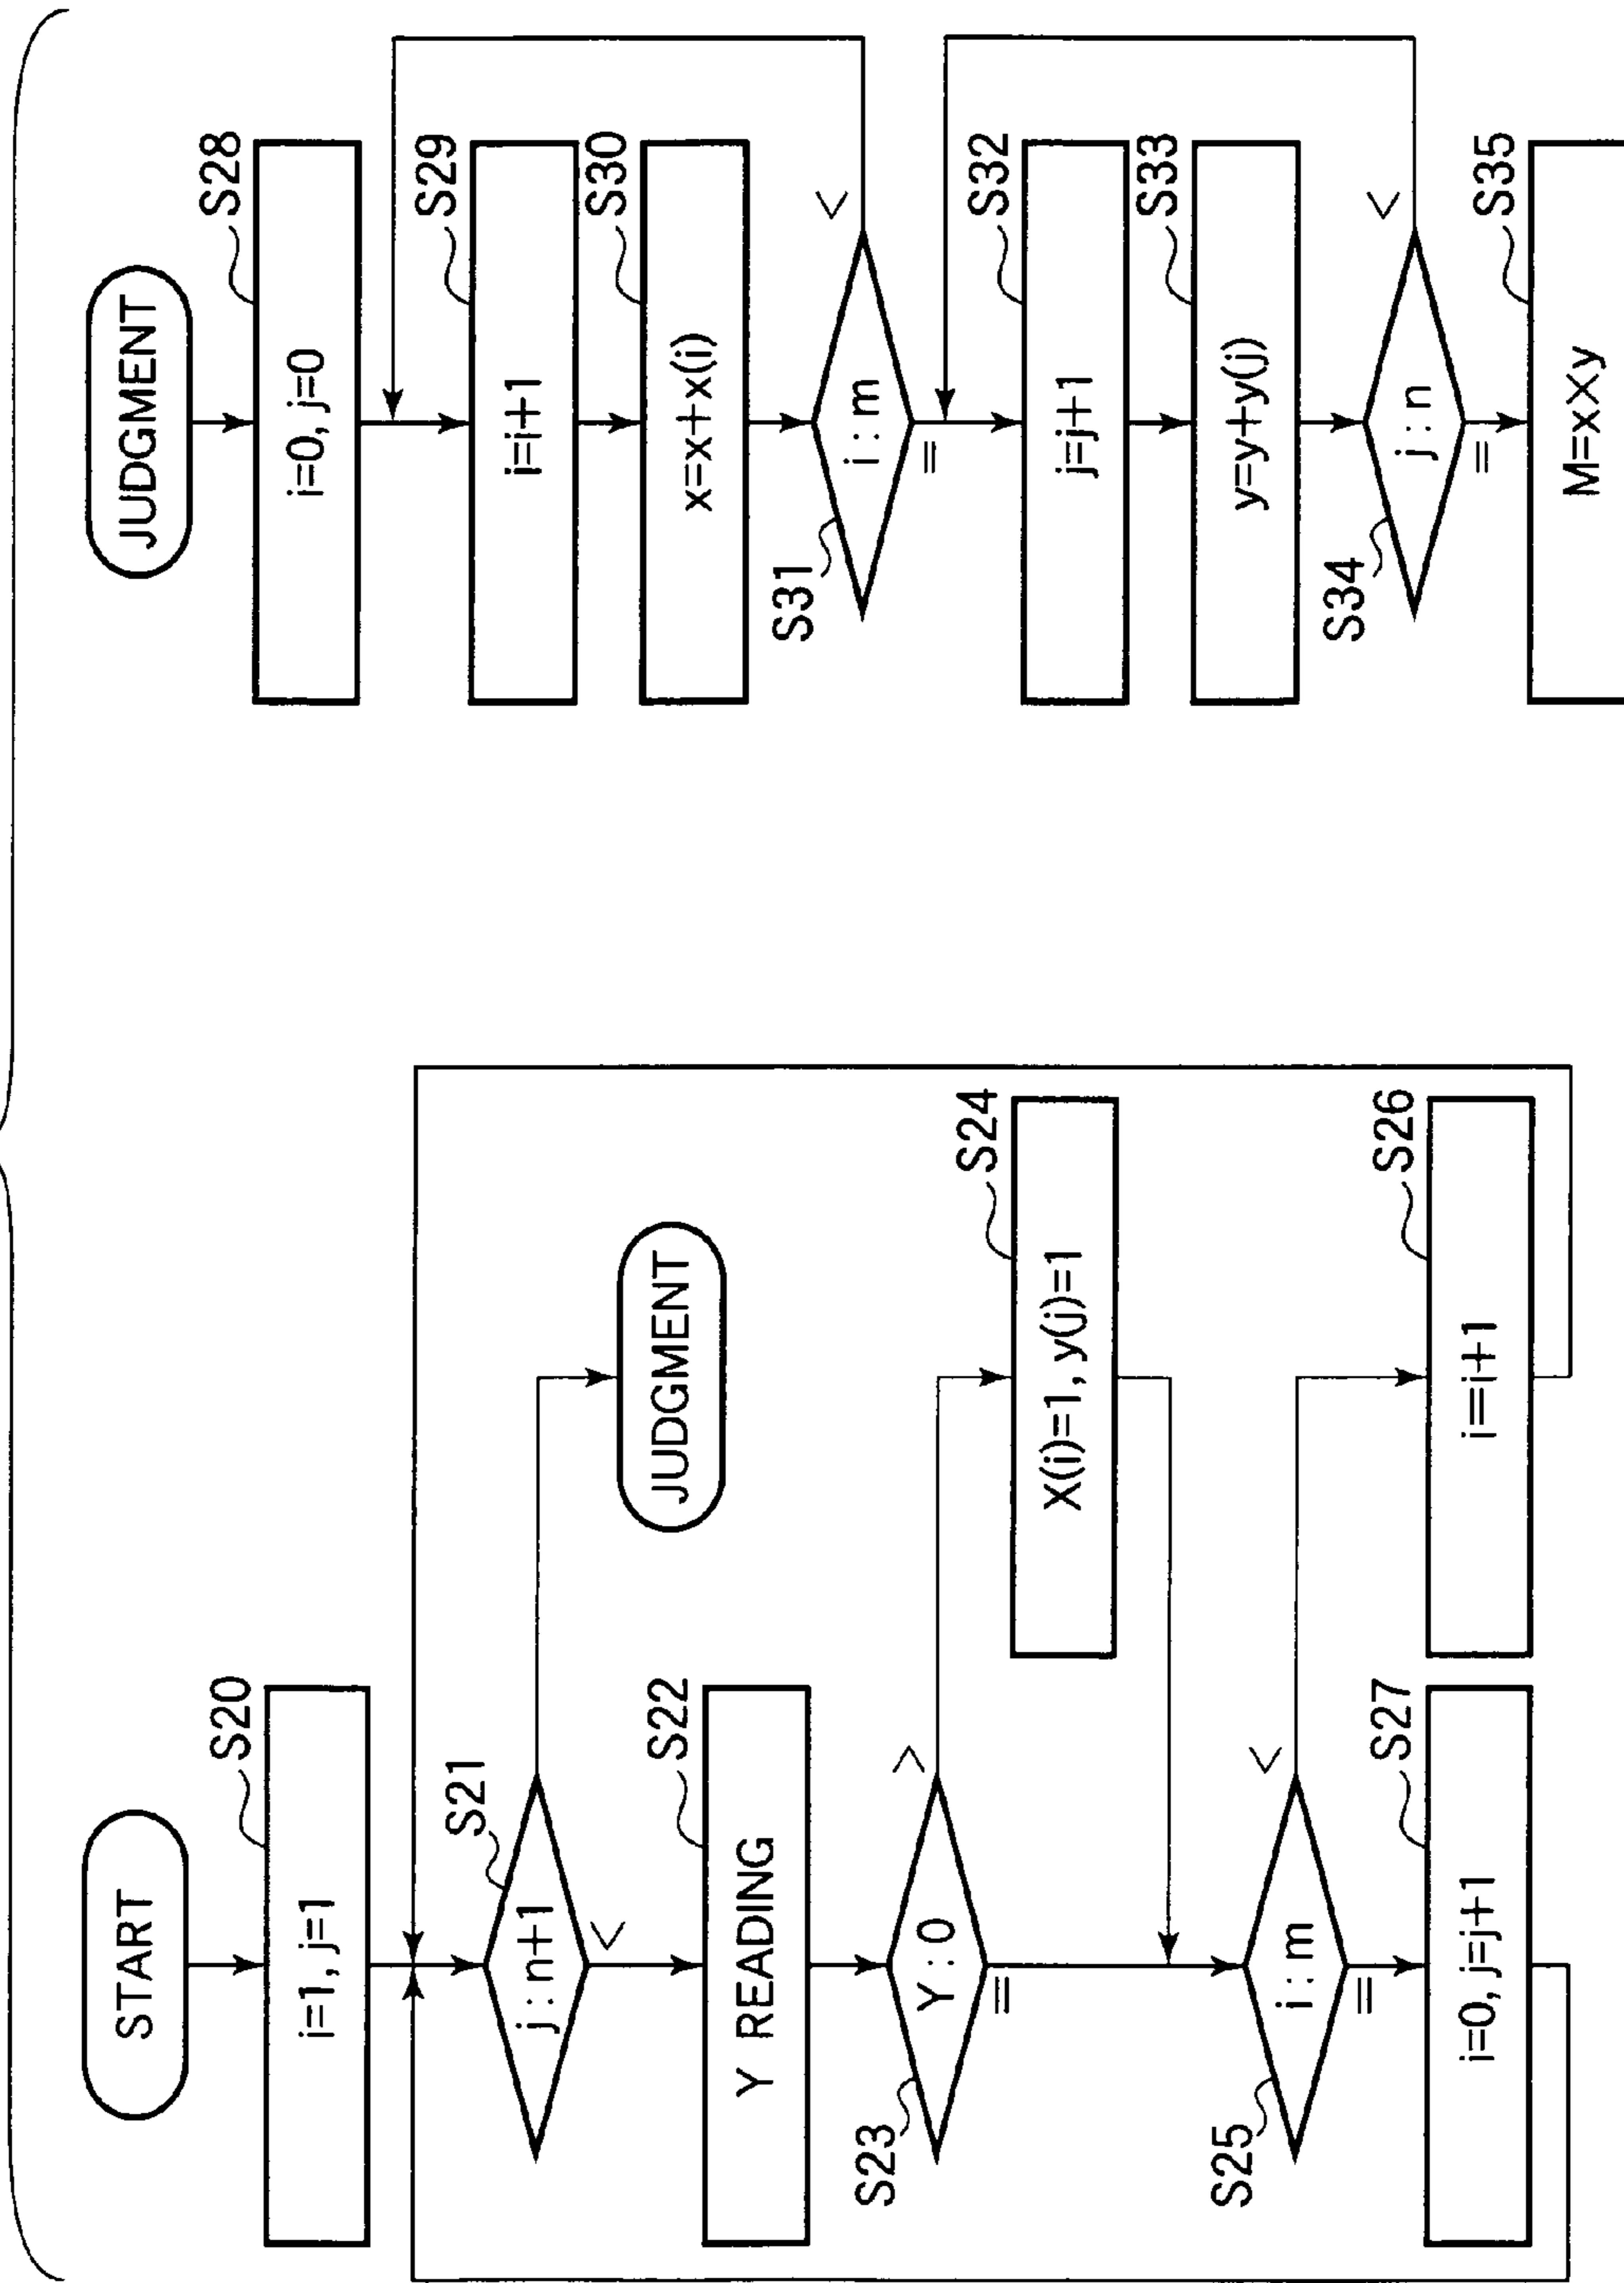 START
S20
i=1, j=1
S21
j : n+1
<
JUDGMENT
S22
Y READING
S23
Y : 0
>
=
S24
X(i)=1, y(j)=1
S25
i : m
<
=
S27
i=0, j=j+1
S26
i=i+1
JUDGMENT
S28
i=0, j=0
S29
i=i+1
S30
x=x+x(i)
S31
i : m
<
=
S32
j=j+1
S33
y=y+y(j)
S34
j : n
<
=
S35
M=x×y